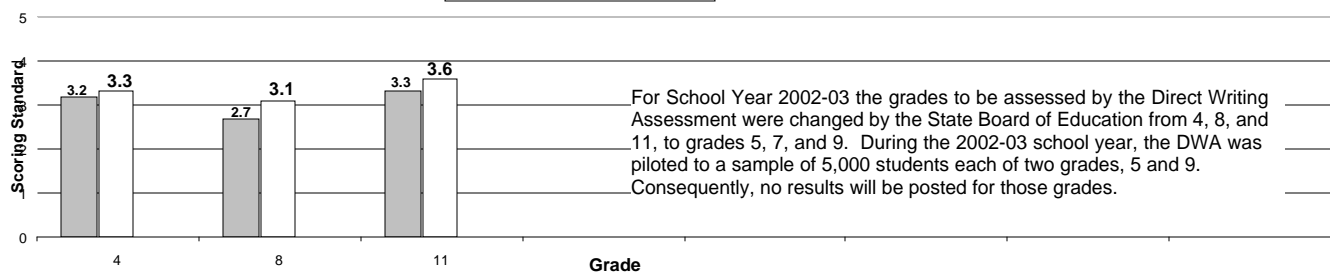 5
4
3.2
3.3
2.7
3.1
3.3
3.6
Scoring Standard
For School Year 2002-03 the grades to be assessed by the Direct Writing
Assessment were changed by the State Board of Education from 4, 8, and
11, to grades 5, 7, and 9. During the 2002-03 school year, the DWA was
piloted to a sample of 5,000 students each of two grades, 5 and 9.
Consequently, no results will be posted for those grades.
3
2
1
0
4
8
11
Grade